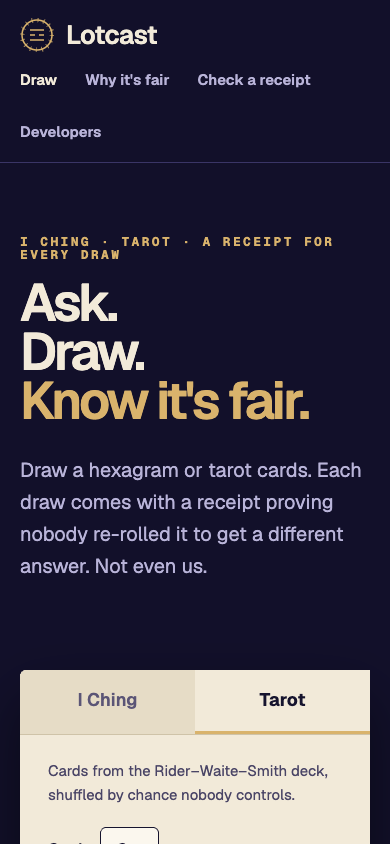 Lotcast
Draw Why it's fair Check a receipt
Developers
I CHING · TAROT · A RECEIPT FOR
EVERY DRAW
Ask.
Draw.
Know it's fair.
Draw a hexagram or tarot cards. Each
draw comes with a receipt proving
nobody re-rolled it to get a different
answer. Not even us.
I Ching Tarot
Cards from the Rider–Waite–Smith deck,
shuffled by chance nobody controls.